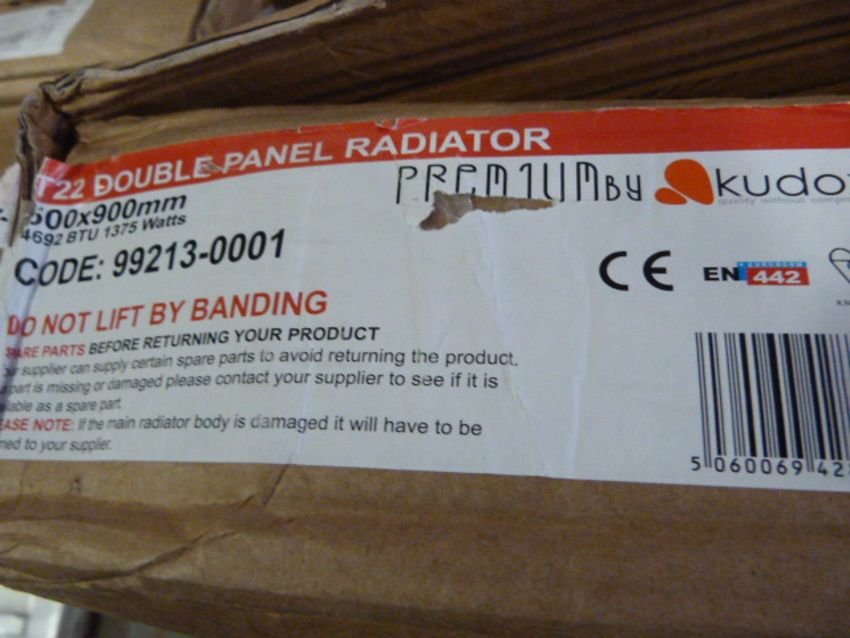 T22 DOUBLE PANEL RADIATOR
500x900mm
4692 BTU 1375 Watts
CODE: 99213-0001
DO NOT LIFT BY BANDING
SPARE PARTS BEFORE RETURNING YOUR PRODUCT
supplier can supply certain spare parts to avoid returning the product.
part is missing or damaged please contact your supplier to see if it is
as a spare part.
NOTE: If the main radiator body is damaged it will have to be
to your supplier.
PREMIUM BY kudo
quality without
CE
EN 442
KM
5 060069 42